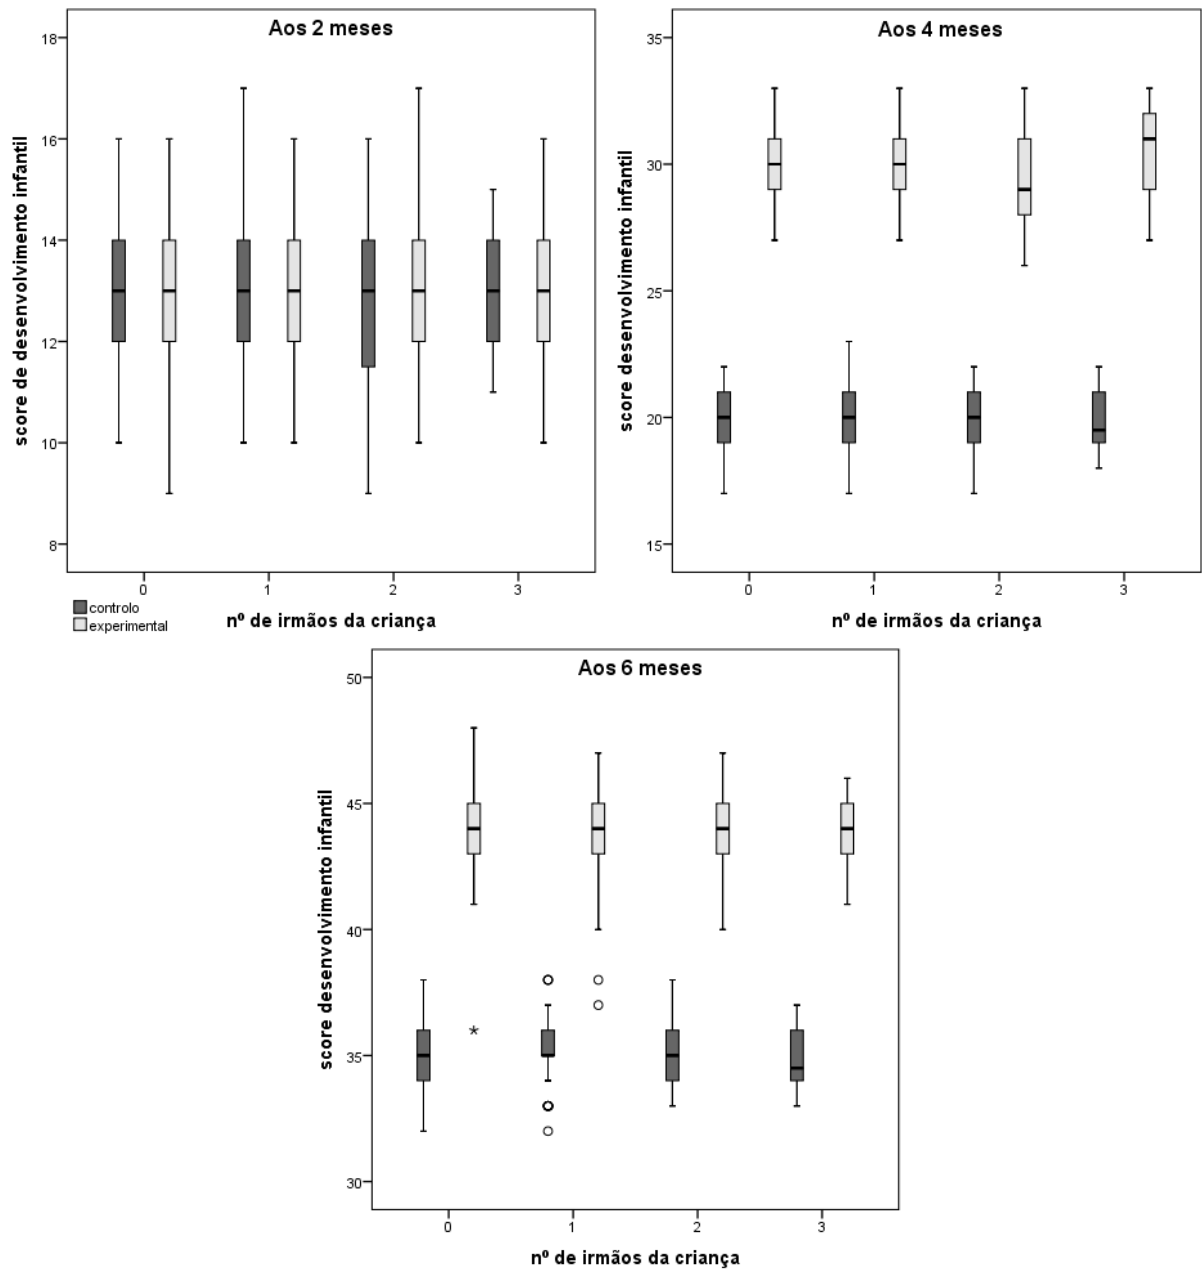 Aos 2 meses
score de desenvolvimento infantil
18
16
14
12
10
8
0 1 2 3
controlo
experimental
nº de irmãos da criança
Aos 4 meses
score desenvolvimento infantil
35
30
25
20
15
0 1 2 3
nº de irmãos da criança
Aos 6 meses
score desenvolvimento infantil
50
45
40
35
30
0 1 2 3
nº de irmãos da criança